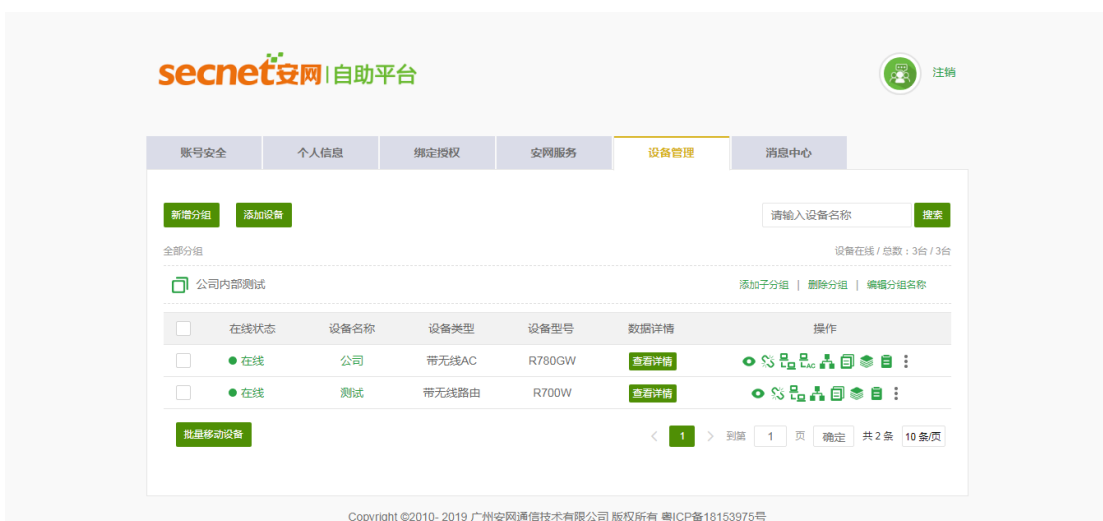 secnet安网|自助平台
注销
账号安全 个人信息 绑定授权 安网服务 设备管理 消息中心
新增分组 添加设备 请输入设备名称 搜索
全部分组 设备在线 / 总数：3台 / 3台
公司内部测试 添加子分组 | 删除分组 | 编辑分组名称
在线状态 设备名称 设备类型 设备型号 数据详情 操作
在线 公司 带无线AC R780GW 查看详情 AC
在线 测试 带无线路由 R700W 查看详情
批量移动设备 < 1 > 到第 1 页 确定 共 2 条 10 条/页
Copyright ©2010- 2019 广州安网通信技术有限公司 版权所有 粤ICP备18153975号